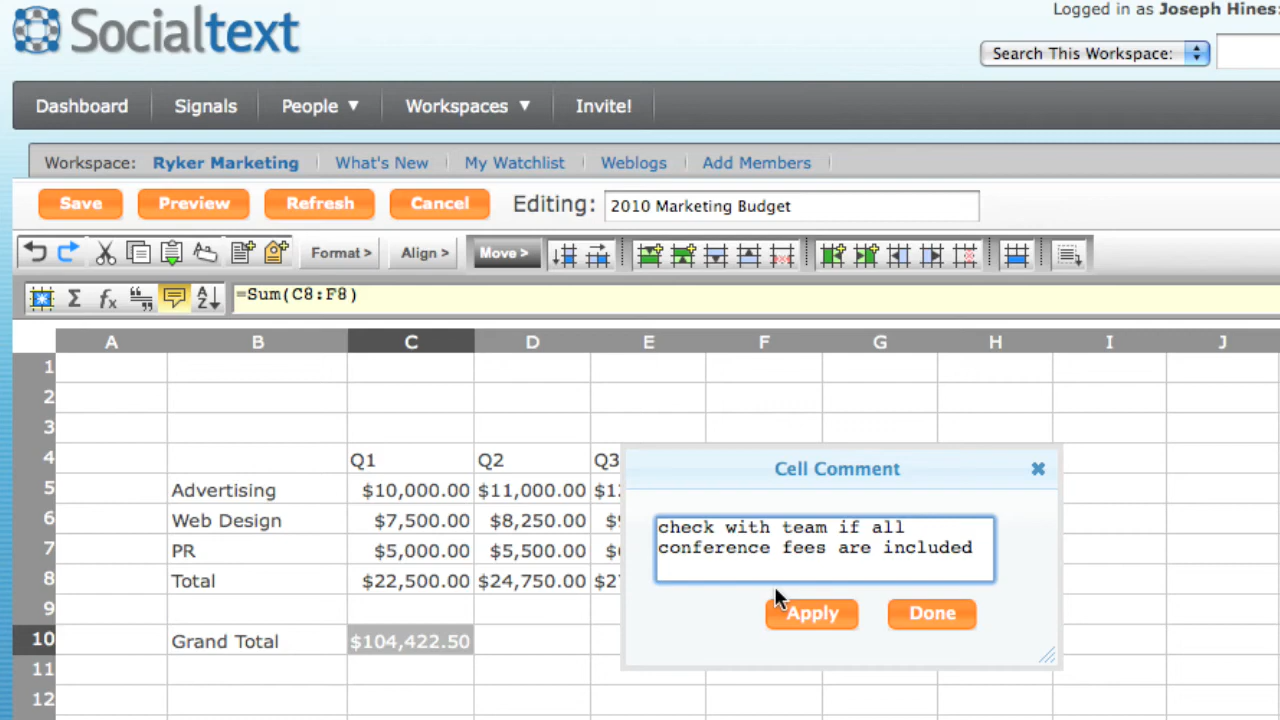 Logged in as Joseph Hines:
Socialtext
Search This Workspace:
Dashboard Signals People ▼ Workspaces ▼ Invite!
Workspace: Ryker Marketing What's New My Watchlist Weblogs Add Members
Save Preview Refresh Cancel Editing: 2010 Marketing Budget
Format > Align > Move >
Σ fx A Z =Sum(C8:F8)
A B C D E F G H I J
1
2
3
4 Q1 Q2 Q3
5 Advertising $10,000.00 $11,000.00
6 Web Design $7,500.00 $8,250.00
7 PR $5,000.00 $5,500.00
8 Total $22,500.00 $24,750.00
9
10 Grand Total $104,422.50
11
12
Cell Comment
check with team if all
conference fees are included
Apply Done